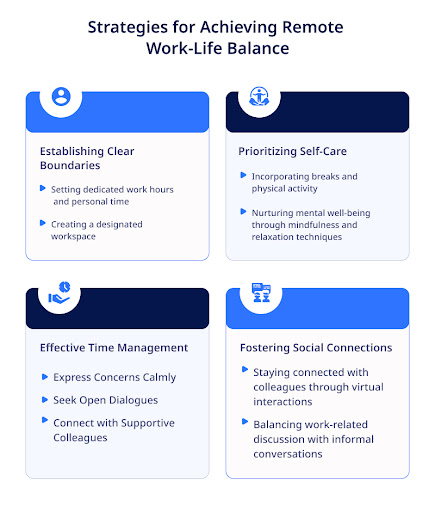 Strategies for Achieving Remote
Work-Life Balance
Establishing Clear
Boundaries
Setting dedicated work hours
and personal time
Creating a designated
workspace
Prioritizing Self-Care
Incorporating breaks and
physical activity
Nurturing mental well-being
through mindfulness and
relaxation techniques
Effective Time Management
Express Concerns Calmly
Seek Open Dialogues
Connect with Supportive
Colleagues
Fostering Social Connections
Staying connected with
colleagues through virtual
interactions
Balancing work-related
discussion with informal
conversations